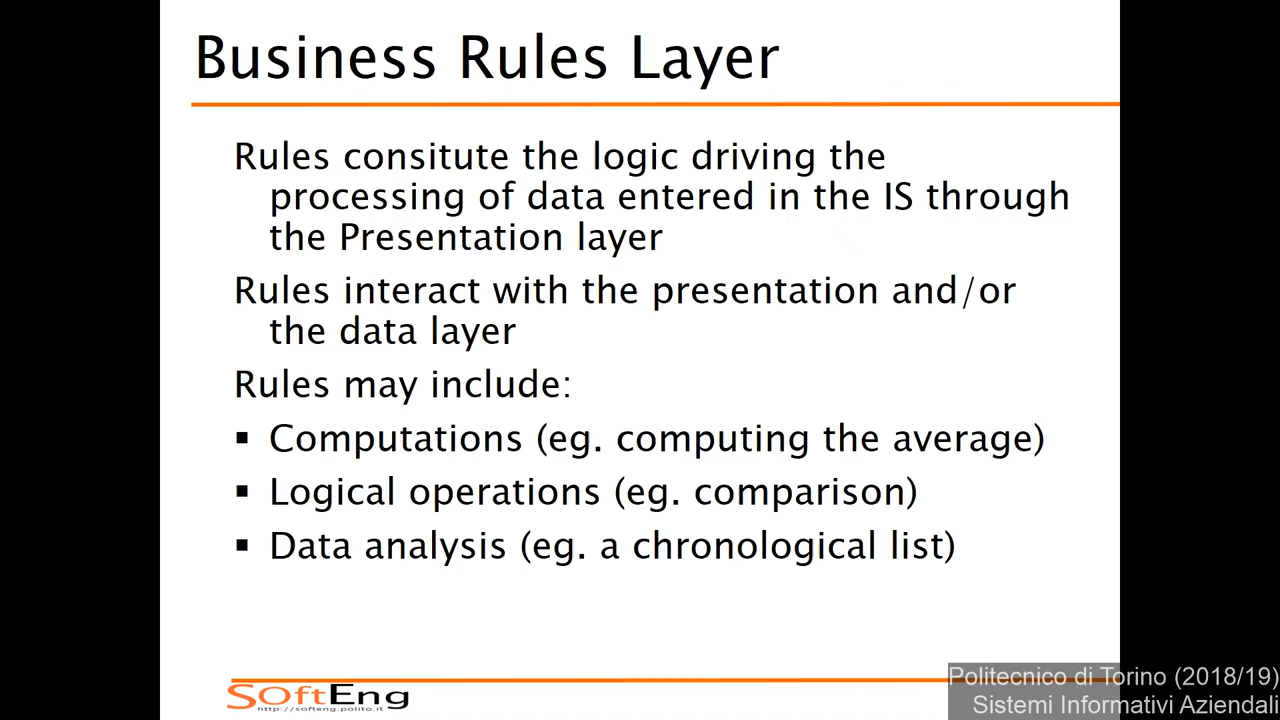 Business Rules Layer
Rules consitute the logic driving the
processing of data entered in the IS through
the Presentation layer
Rules interact with the presentation and/or
the data layer
Rules may include:
▪ Computations (eg. computing the average)
▪ Logical operations (eg. comparison)
▪ Data analysis (eg. a chronological list)
SoftEng
http://softeng.polito.it
Politecnico di Torino (2018/19)
Sistemi Informativi Aziendali